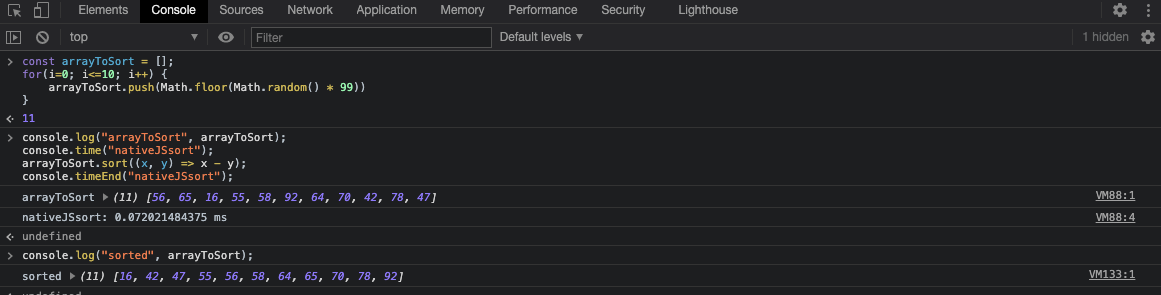 Elements Console Sources Network Application Memory Performance Security Lighthouse
top Filter Default levels 1 hidden
const arrayToSort = [];
for(i=0; i<=10; i++) {
arrayToSort.push(Math.floor(Math.random() * 99))
}
11
console.log("arrayToSort", arrayToSort);
console.time("nativeJSsort");
arrayToSort.sort((x, y) => x - y);
console.timeEnd("nativeJSsort");
arrayToSort (11) [56, 65, 16, 55, 58, 92, 64, 70, 42, 78, 47] VM88:1
nativeJSsort: 0.072021484375 ms VM88:4
undefined
console.log("sorted", arrayToSort);
sorted (11) [16, 42, 47, 55, 56, 58, 64, 65, 70, 78, 92] VM133:1
undefined